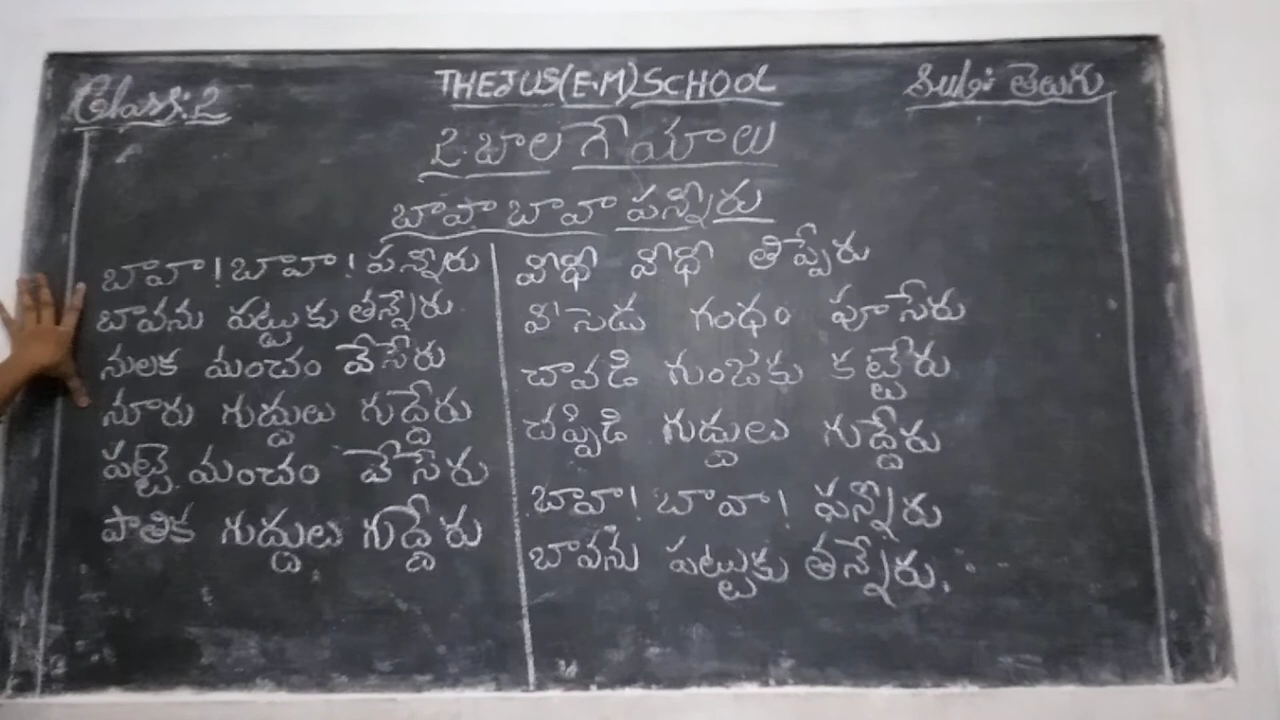 Class: 2
THEJUS(E.M) SCHOOL
Sub: తెలుగు
2. బాల గేయాలు
బావా బావా పన్నీరు
బావా! బావా! పన్నీరు
బావను పట్టుకు తన్నేరు
నులక మంచం వేసేరు
నూరు గుద్దులు గుద్దేరు
పట్టె మంచం వేసేరు
పాతిక గుద్దులు గుద్దేరు
వీధీ వీధీ తిప్పేరు
వీసెడు గంధం పూసేరు
చావడి గుంజకు కట్టేరు
చప్పిడి గుద్దులు గుద్దేరు
బావా! బావా! పన్నీరు
బావను పట్టుకు తన్నేరు.